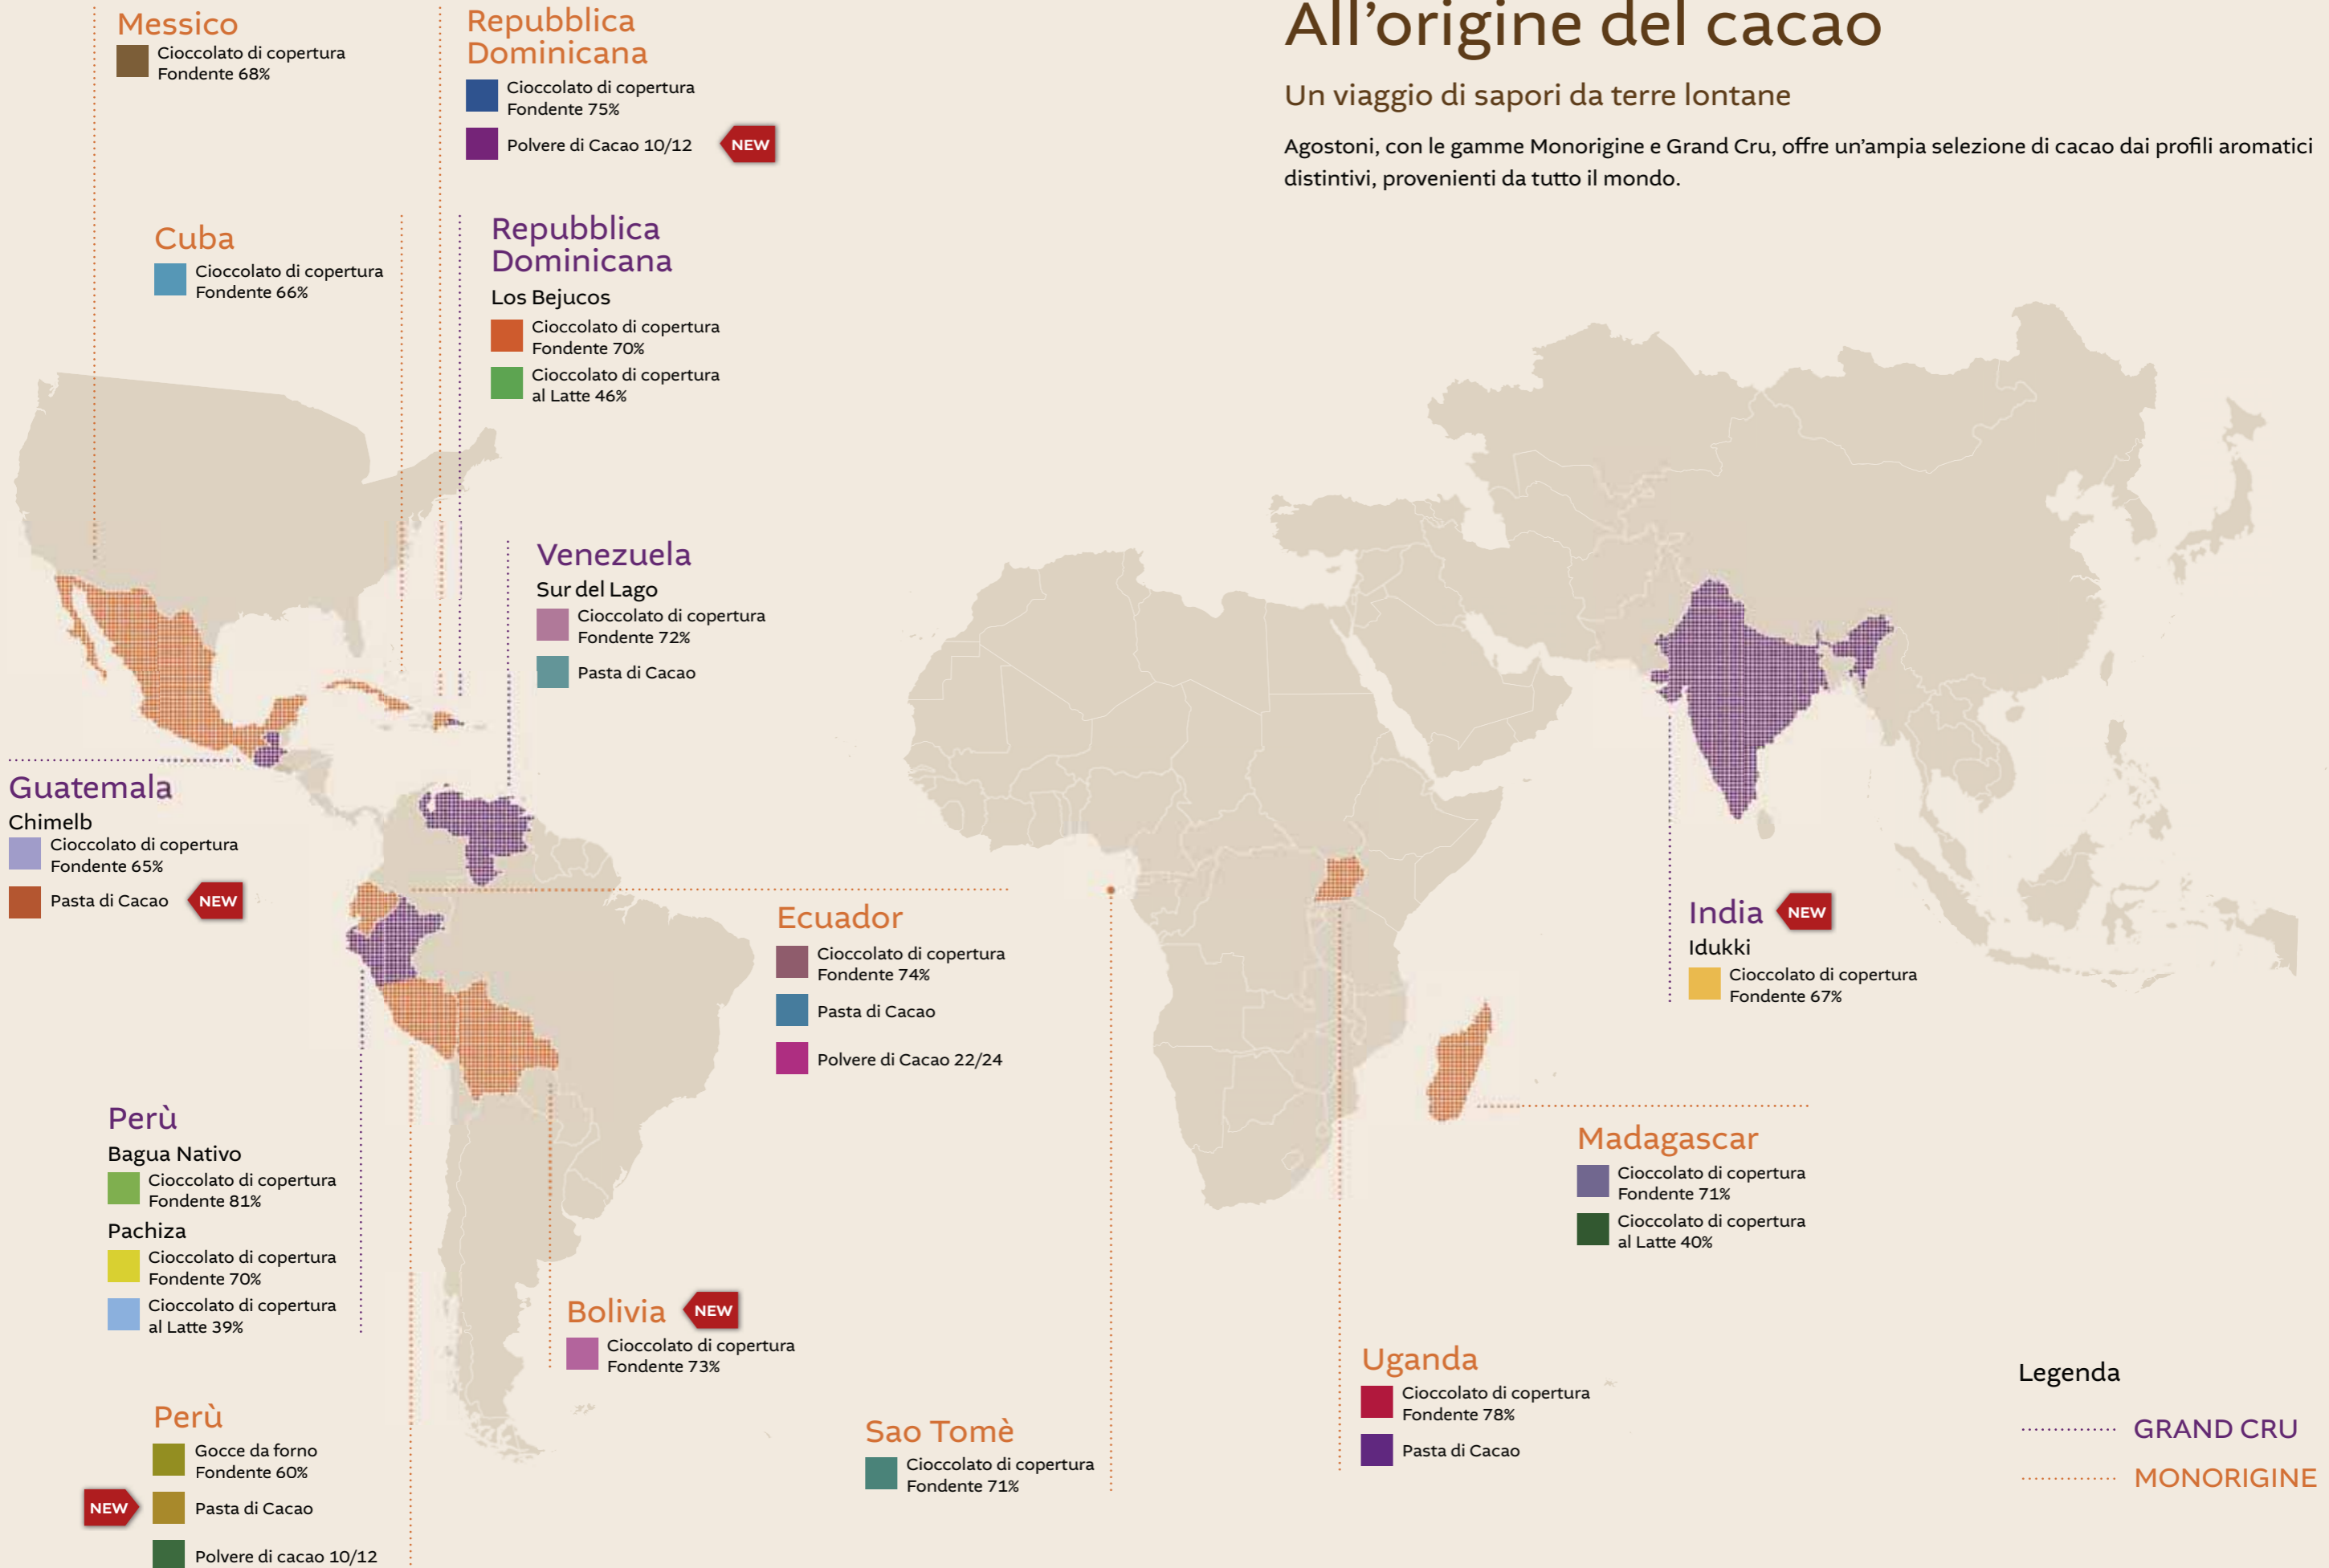 All'origine del cacao
Un viaggio di sapori da terre lontane
Agostoni, con le gamme Monorigine e Grand Cru, offre un'ampia selezione di cacao dai profili aromatici
distintivi, provenienti da tutto il mondo.
Messico
Cioccolato di copertura
Fondente 68%
Repubblica
Dominicana
Cioccolato di copertura
Fondente 75%
Polvere di Cacao 10/12
NEW
Cuba
Cioccolato di copertura
Fondente 66%
Repubblica
Dominicana
Los Bejucos
Cioccolato di copertura
Fondente 70%
Cioccolato di copertura
al Latte 46%
Venezuela
Sur del Lago
Cioccolato di copertura
Fondente 72%
Pasta di Cacao
Guatemala
Chimelb
Cioccolato di copertura
Fondente 65%
Pasta di Cacao
NEW
Ecuador
Cioccolato di copertura
Fondente 74%
Pasta di Cacao
Polvere di Cacao 22/24
India
NEW
Idukki
Cioccolato di copertura
Fondente 67%
Perù
Bagua Nativo
Cioccolato di copertura
Fondente 81%
Pachiza
Cioccolato di copertura
Fondente 70%
Cioccolato di copertura
al Latte 39%
Madagascar
Cioccolato di copertura
Fondente 71%
Cioccolato di copertura
al Latte 40%
Bolivia
NEW
Cioccolato di copertura
Fondente 73%
Perù
Gocce da forno
Fondente 60%
NEW
Pasta di Cacao
Polvere di cacao 10/12
Sao Tomè
Cioccolato di copertura
Fondente 71%
Uganda
Cioccolato di copertura
Fondente 78%
Pasta di Cacao
Legenda
GRAND CRU
MONORIGINE